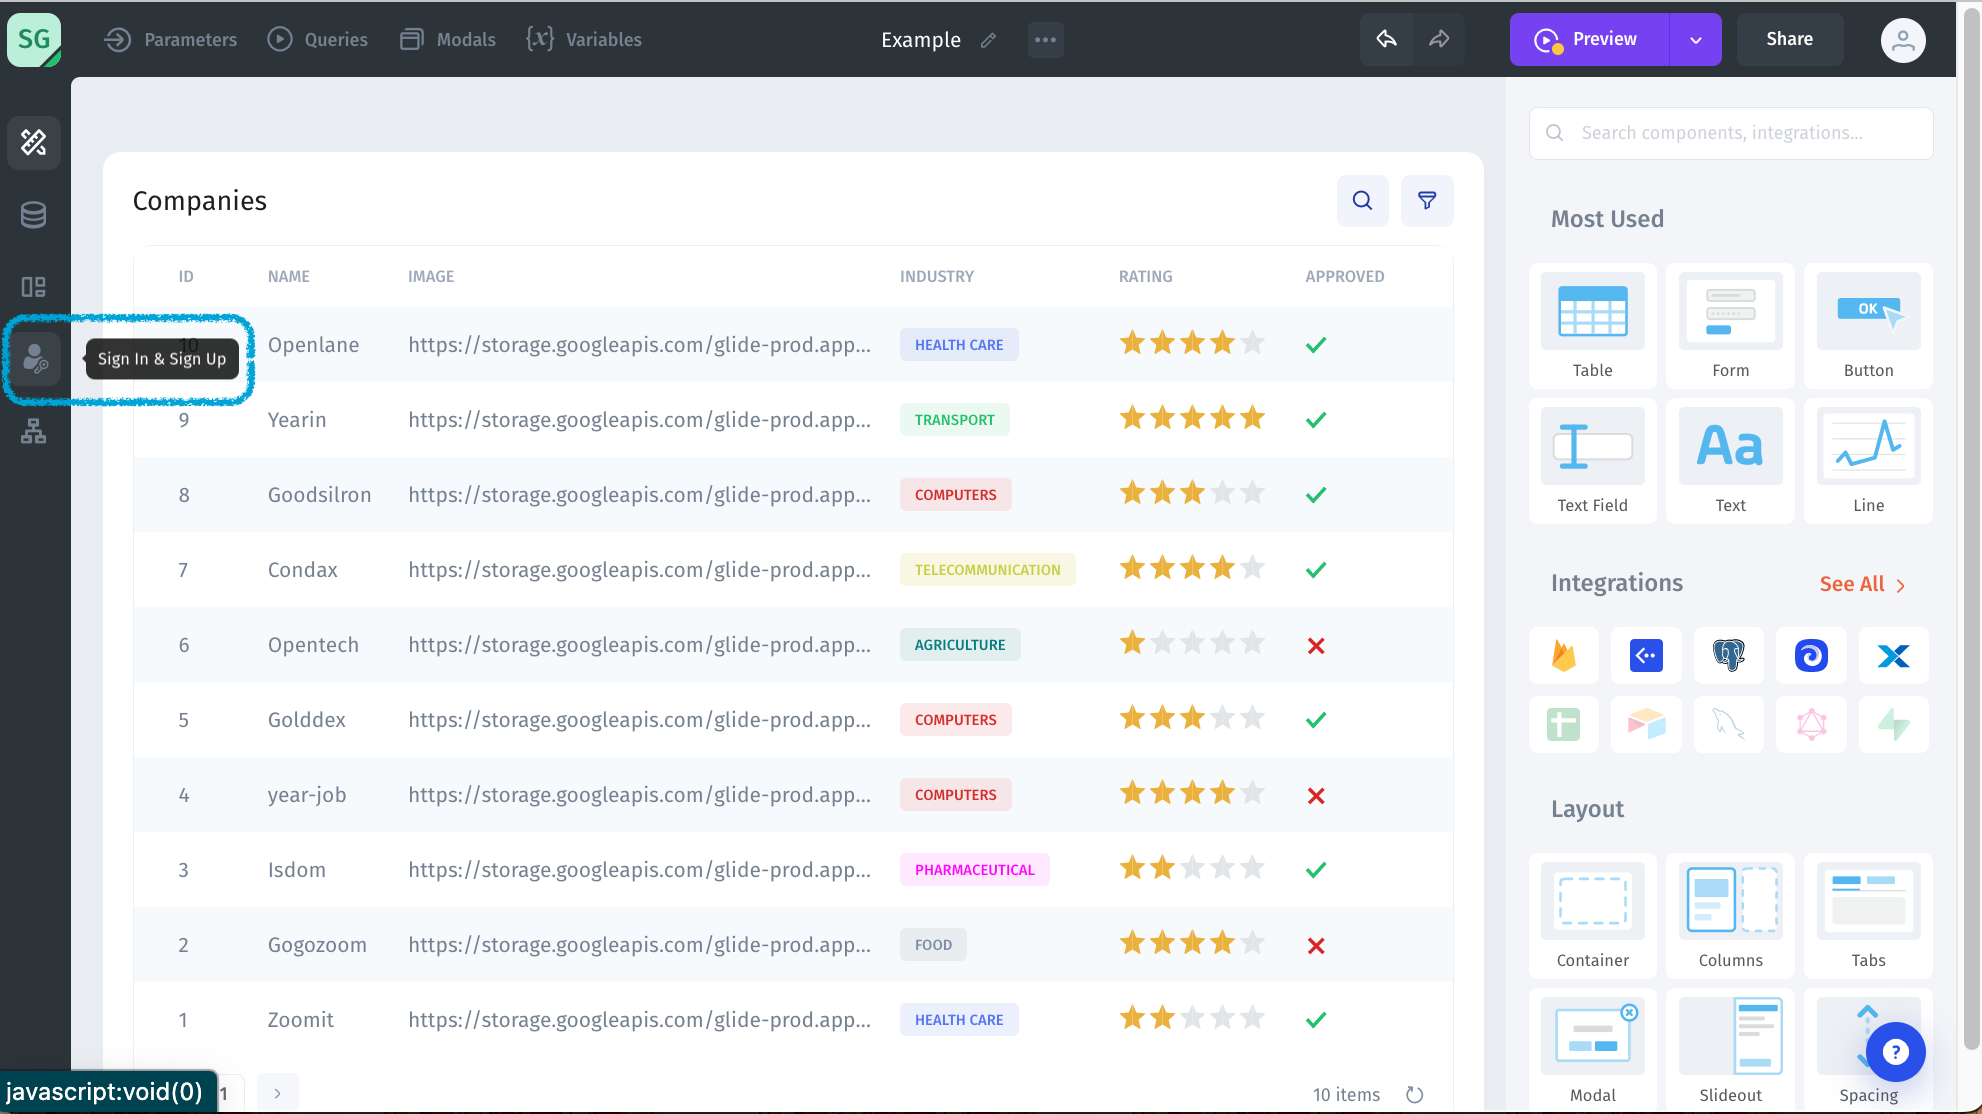 SG
Parameters
Queries
Modals
{x} Variables
Example
Preview
Share
Search components, integrations...
Companies
Most Used
ID NAME IMAGE INDUSTRY RATING APPROVED
10 Openlane https://storage.googleapis.com/glide-prod.app... HEALTH CARE
Sign In & Sign Up
9 Yearin https://storage.googleapis.com/glide-prod.app... TRANSPORT
8 Goodsilron https://storage.googleapis.com/glide-prod.app... COMPUTERS
7 Condax https://storage.googleapis.com/glide-prod.app... TELECOMMUNICATION
6 Opentech https://storage.googleapis.com/glide-prod.app... AGRICULTURE
5 Golddex https://storage.googleapis.com/glide-prod.app... COMPUTERS
4 year-job https://storage.googleapis.com/glide-prod.app... COMPUTERS
3 Isdom https://storage.googleapis.com/glide-prod.app... PHARMACEUTICAL
2 Gogozoom https://storage.googleapis.com/glide-prod.app... FOOD
1 Zoomit https://storage.googleapis.com/glide-prod.app... HEALTH CARE
javascript:void(0)
1
10 items
OK
Table Form Button
Aa
Text Field Text Line
Integrations See All
Layout
Container Columns Tabs
?
Modal Slideout Spacing